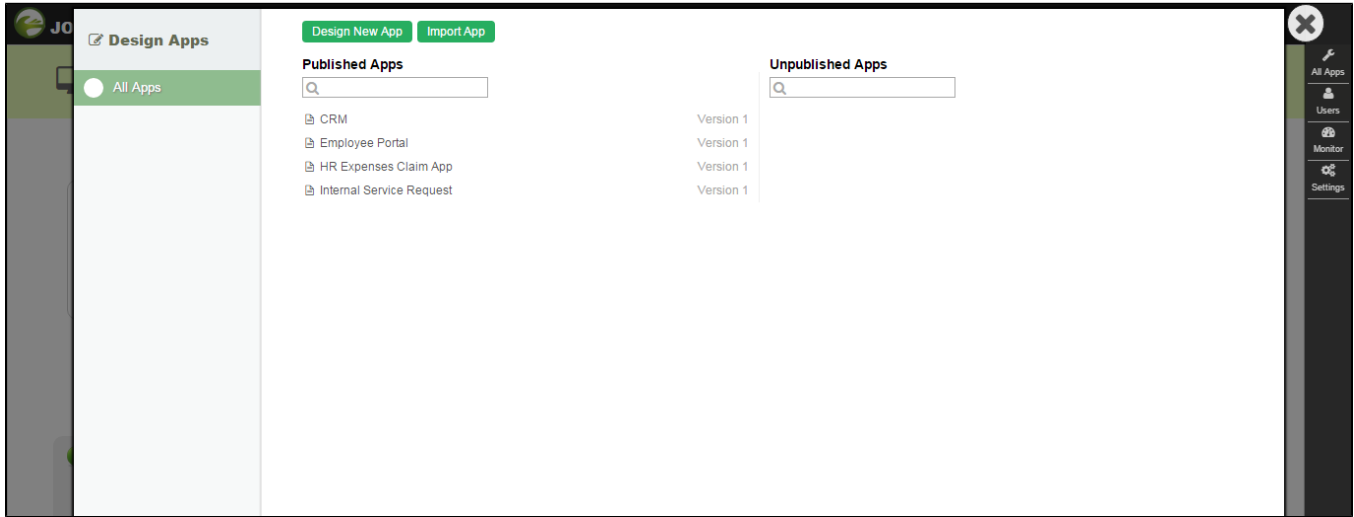 JO
Design Apps
All Apps
Design New App
Import App
Published Apps
Unpublished Apps
CRM
Version 1
Employee Portal
Version 1
HR Expenses Claim App
Version 1
Internal Service Request
Version 1
All Apps
Users
Monitor
Settings